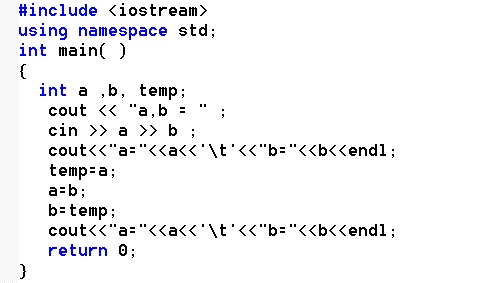 #include <iostream>
using namespace std;
int main( )
{
  int a ,b, temp;
   cout << "a,b = " ;
   cin >> a >> b ;
   cout<<"a="<<a<<'\t'<<"b="<<b<<endl;
   temp=a;
   a=b;
   b=temp;
   cout<<"a="<<a<<'\t'<<"b="<<b<<endl;
   return 0;
}